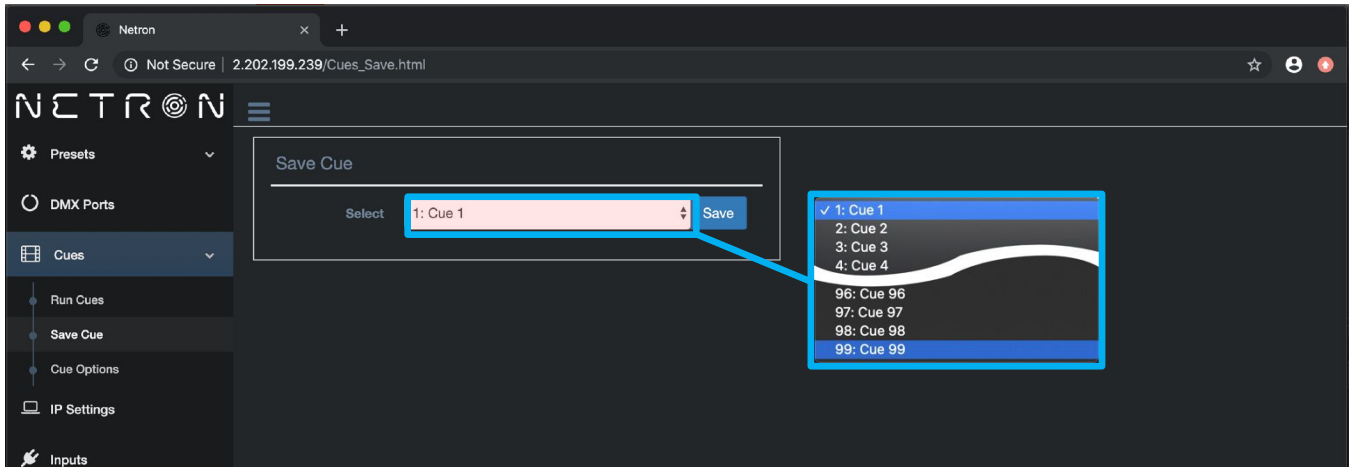 Netron
Not Secure | 2.202.199.239/Cues_Save.html
NETRON
Presets
DMX Ports
Cues
Run Cues
Save Cue
Cue Options
IP Settings
Inputs
Save Cue
Select 1: Cue 1 Save
✓ 1: Cue 1
2: Cue 2
3: Cue 3
4: Cue 4
96: Cue 96
97: Cue 97
98: Cue 98
99: Cue 99